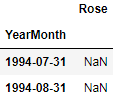 Rose
YearMonth
1994-07-31 NaN
1994-08-31 NaN